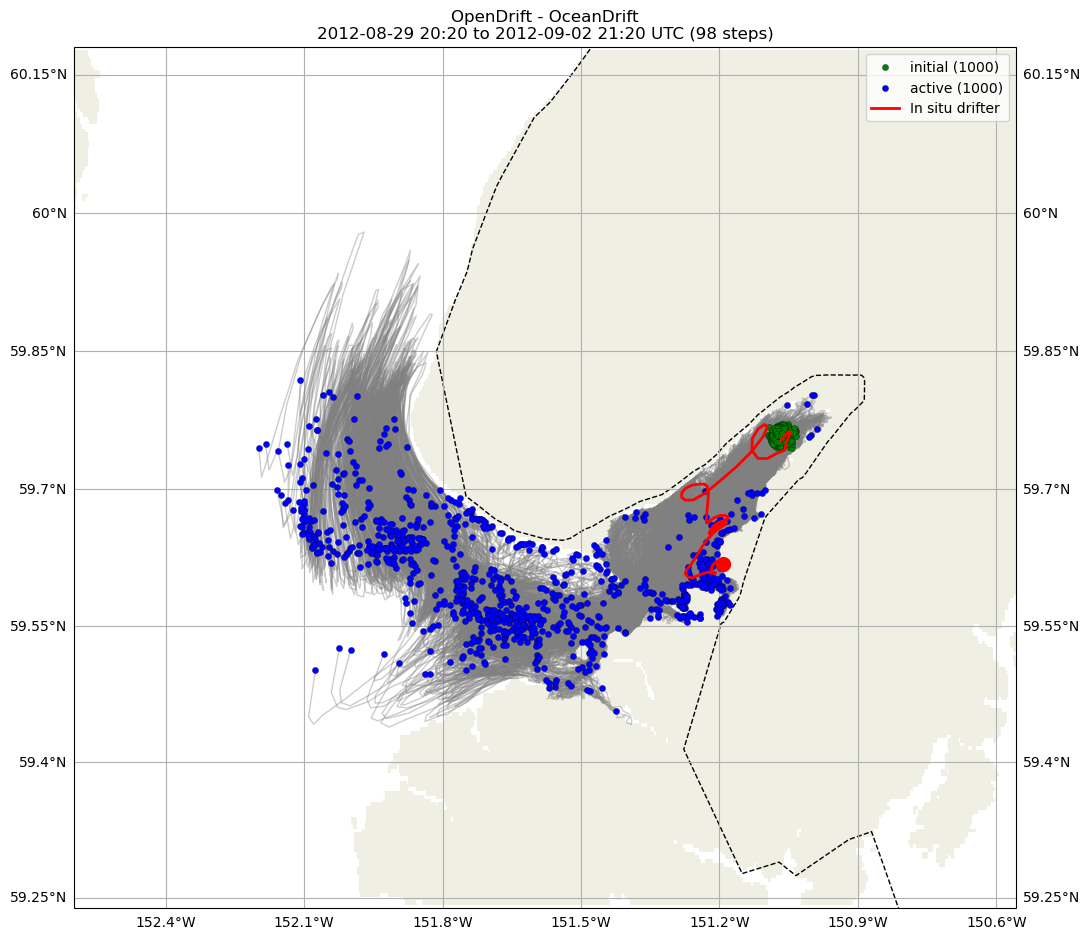 OpenDrift - OceanDrift
2012-08-29 20:20 to 2012-09-02 21:20 UTC (98 steps)
initial (1000)
active (1000)
In situ drifter
60.15°N
60.15°N
60°N
60°N
59.85°N
59.85°N
59.7°N
59.7°N
59.55°N
59.55°N
59.4°N
59.4°N
59.25°N
59.25°N
152.4°W
152.1°W
151.8°W
151.5°W
151.2°W
150.9°W
150.6°W